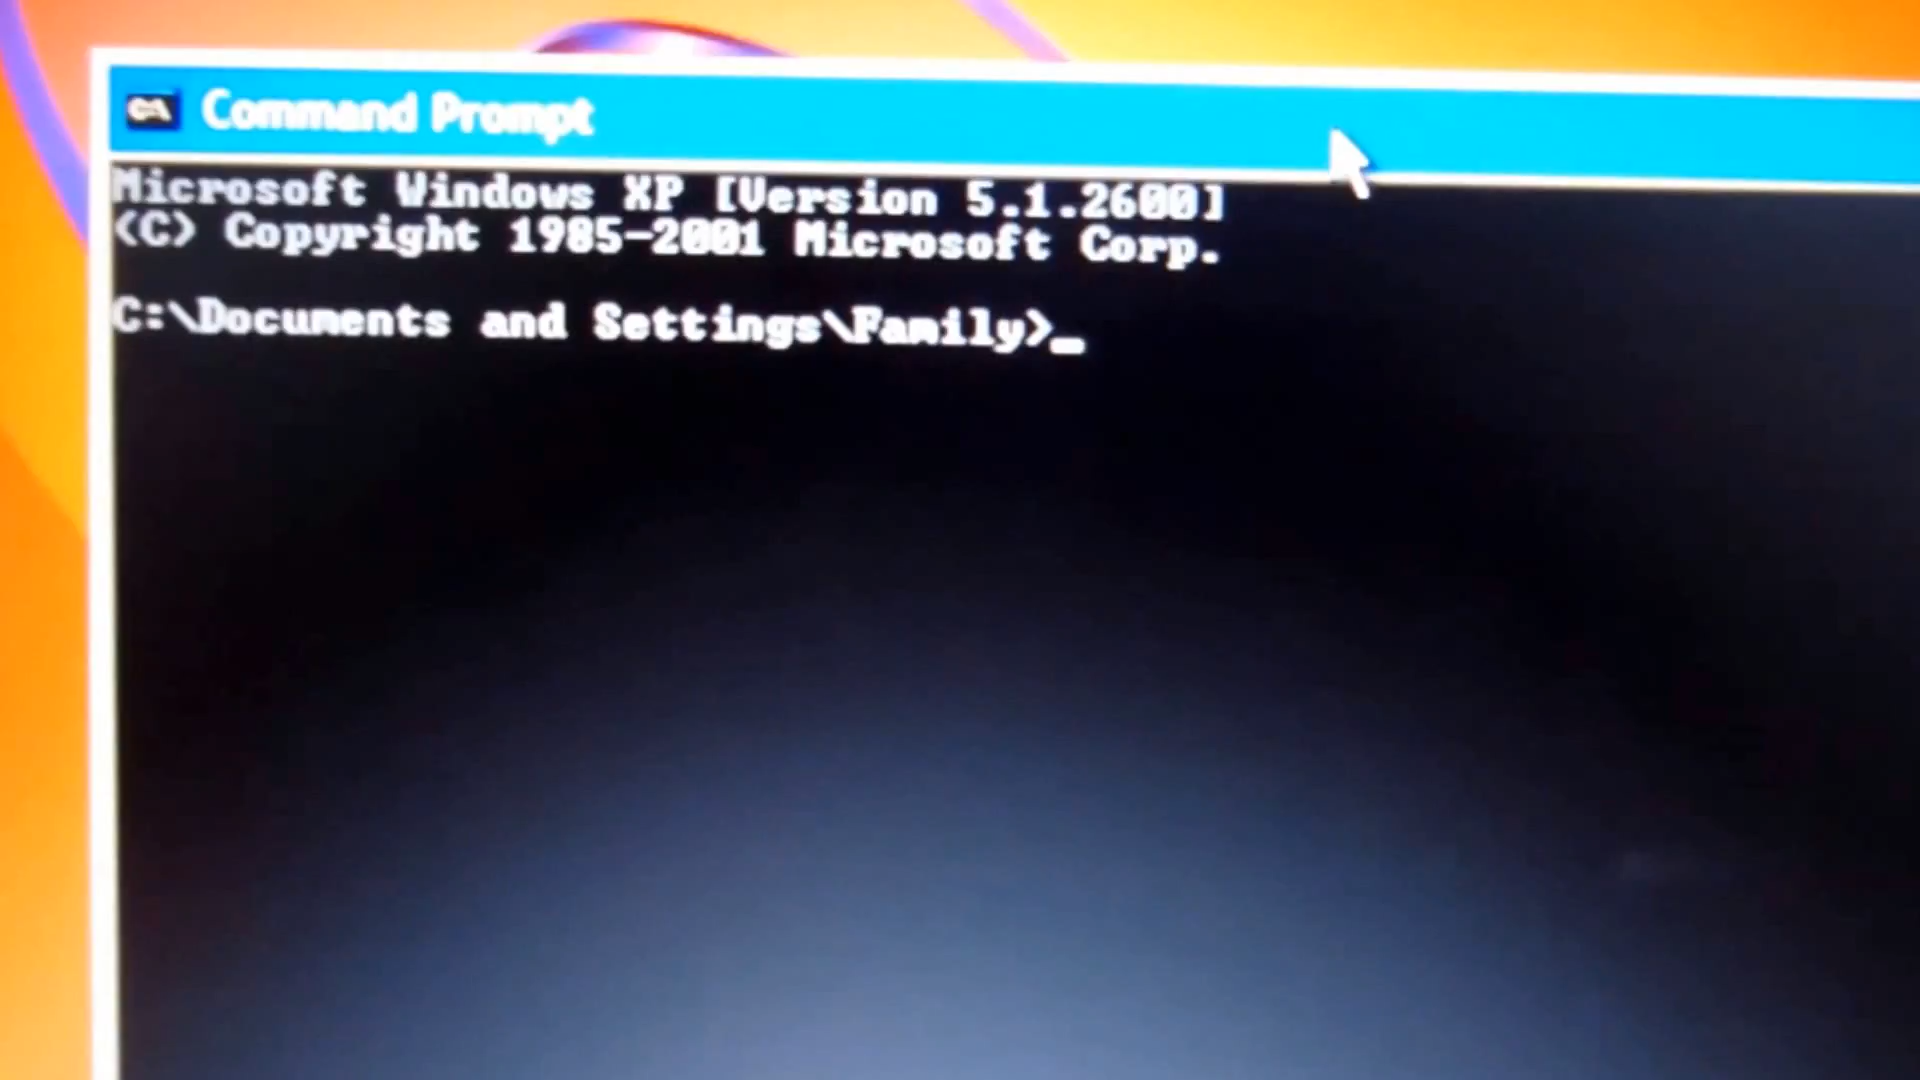 C:\
Command Prompt
Microsoft Windows XP [Version 5.1.2600]
(C) Copyright 1985-2001 Microsoft Corp.
C:\Documents and Settings\Family>_